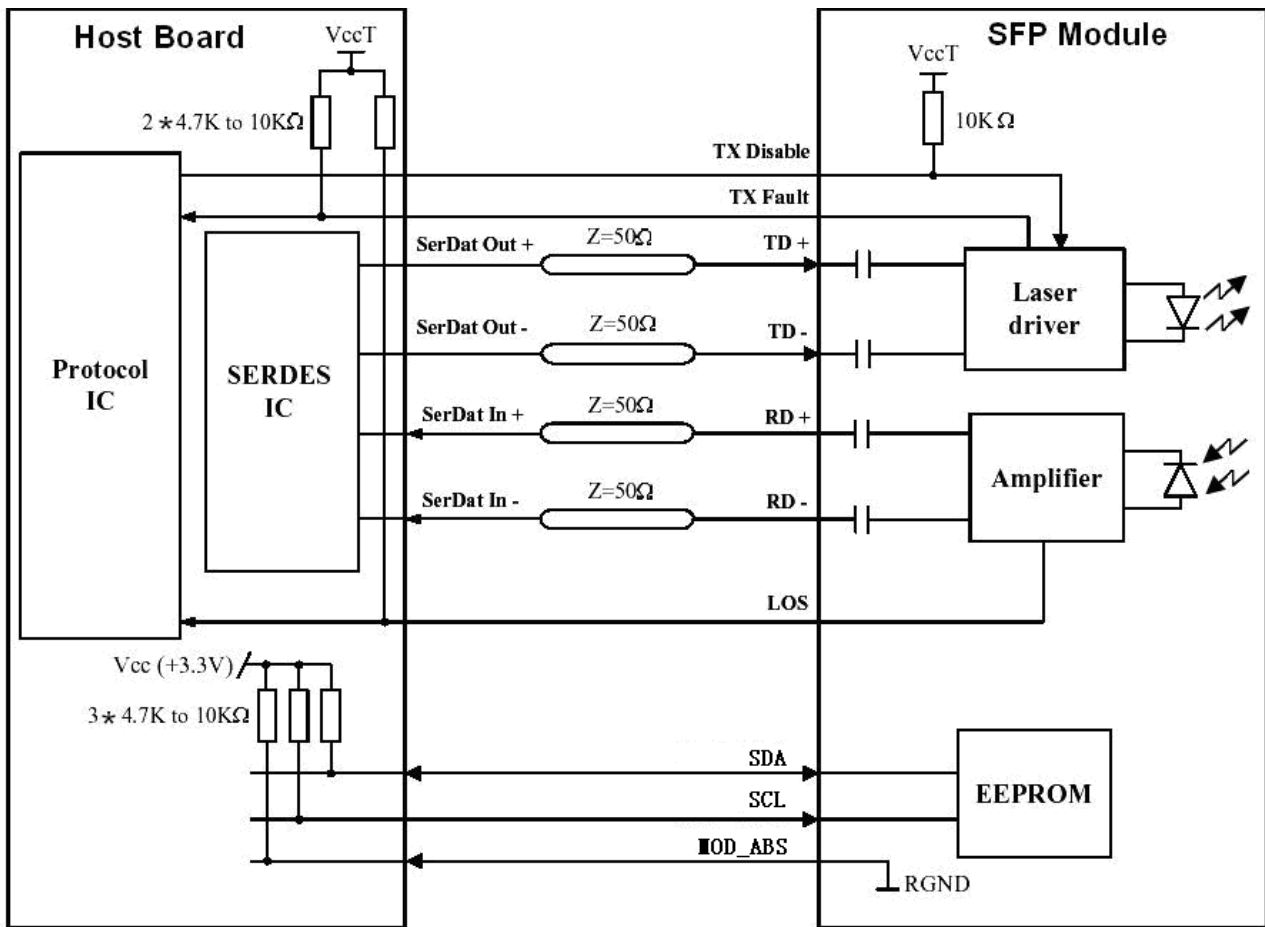 Host Board
SFP Module
VccT
VccT
2*4.7K to 10KΩ
10KΩ
TX Disable
TX Fault
SerDat Out +
Z=50Ω
TD +
SerDat Out -
Z=50Ω
TD -
Laser
driver
Protocol
IC
SERDES
IC
SerDat In +
Z=50Ω
RD +
SerDat In -
Z=50Ω
RD -
Amplifier
LOS
Vcc (+3.3V)
3* 4.7K to 10KΩ
SDA
SCL
MOD_ABS
EEPROM
RGND